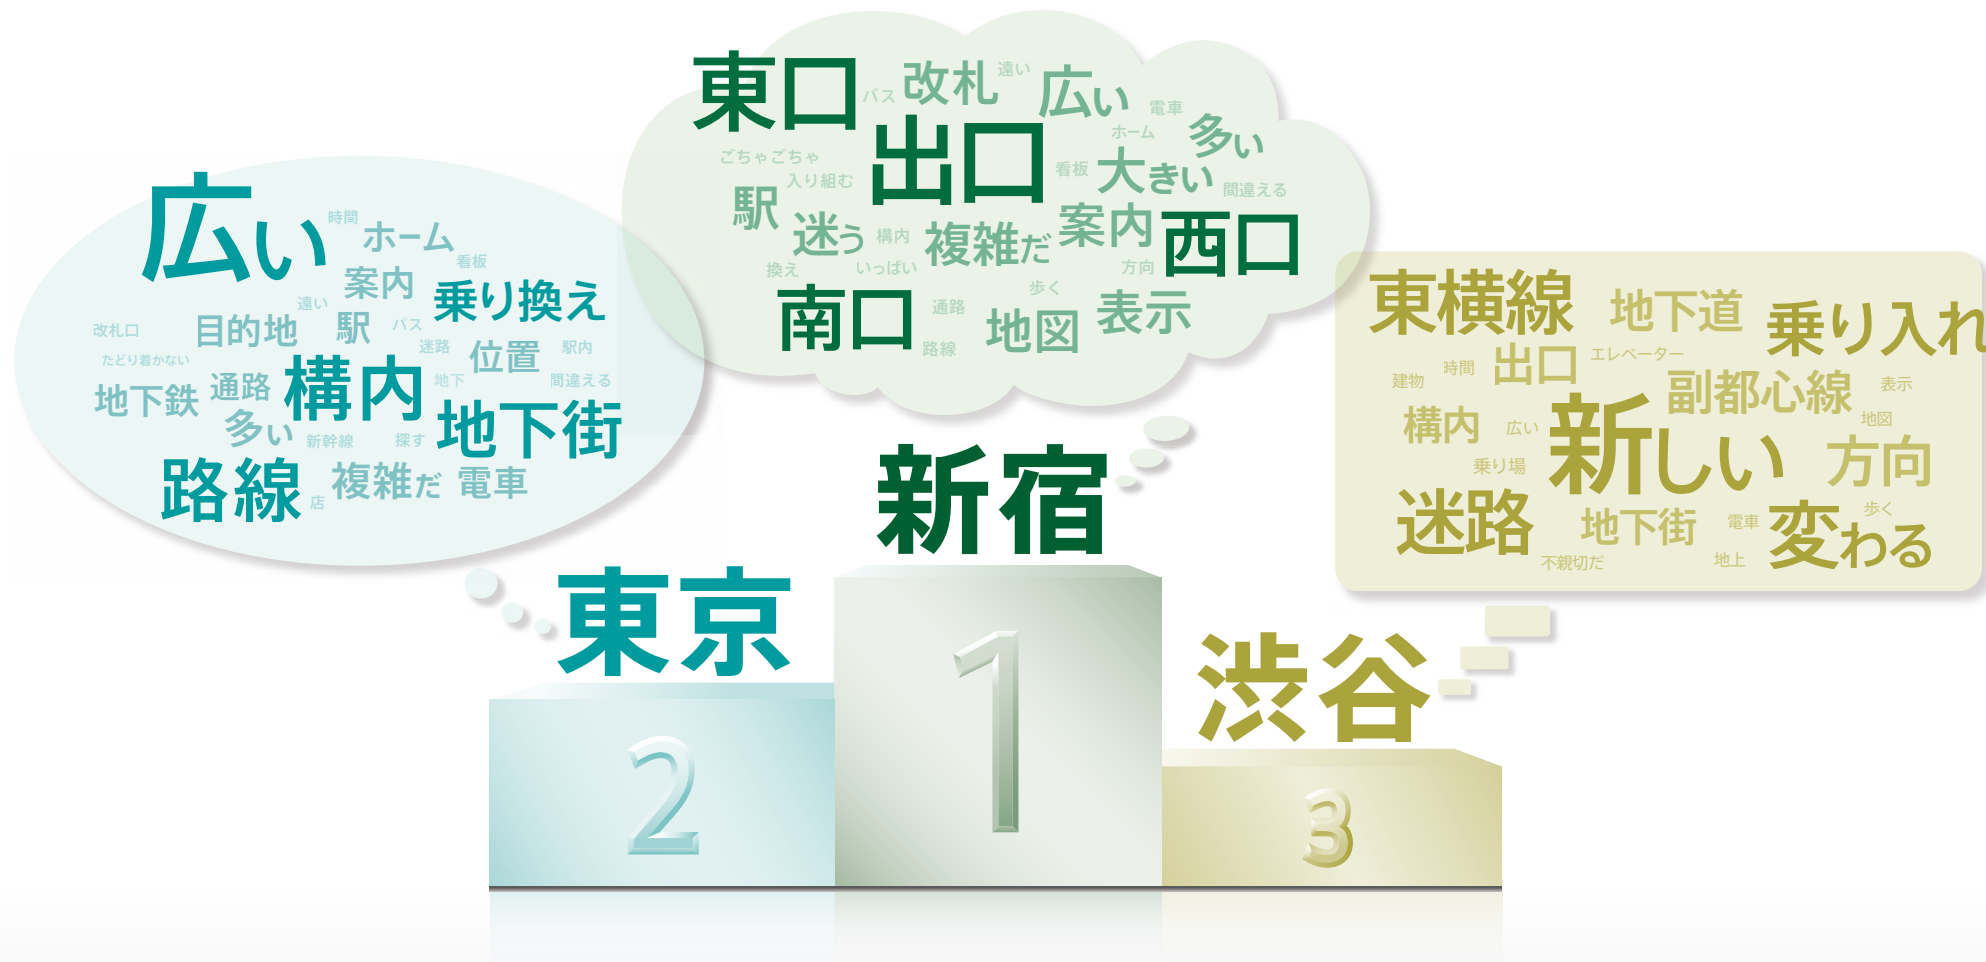 東口
バス
改札
遠い
広い
電車
出口
ホーム
多い
ごちゃごちゃ
入り組む
看板
大きい
間違える
駅
迷う
構内
複雑だ
案内
西口
換え
いっぱい
方向
歩く
南口
通路
地図
表示
路線
新宿
広い
時間
ホーム
看板
案内
遠い
乗り換え
改札口
目的地
駅
バス
たどり着かない
迷路
位置
駅内
地下鉄
通路
構内
地下
間違える
多い
新幹線
探す
地下街
路線
店
複雑だ
電車
東京
東横線
地下道
乗り入れ
建物
時間
出口
エレベーター
副都心線
表示
構内
広い
新しい
地図
乗り場
方向
迷路
地下街
電車
変わる
歩く
不親切だ
地上
渋谷
2
1
3